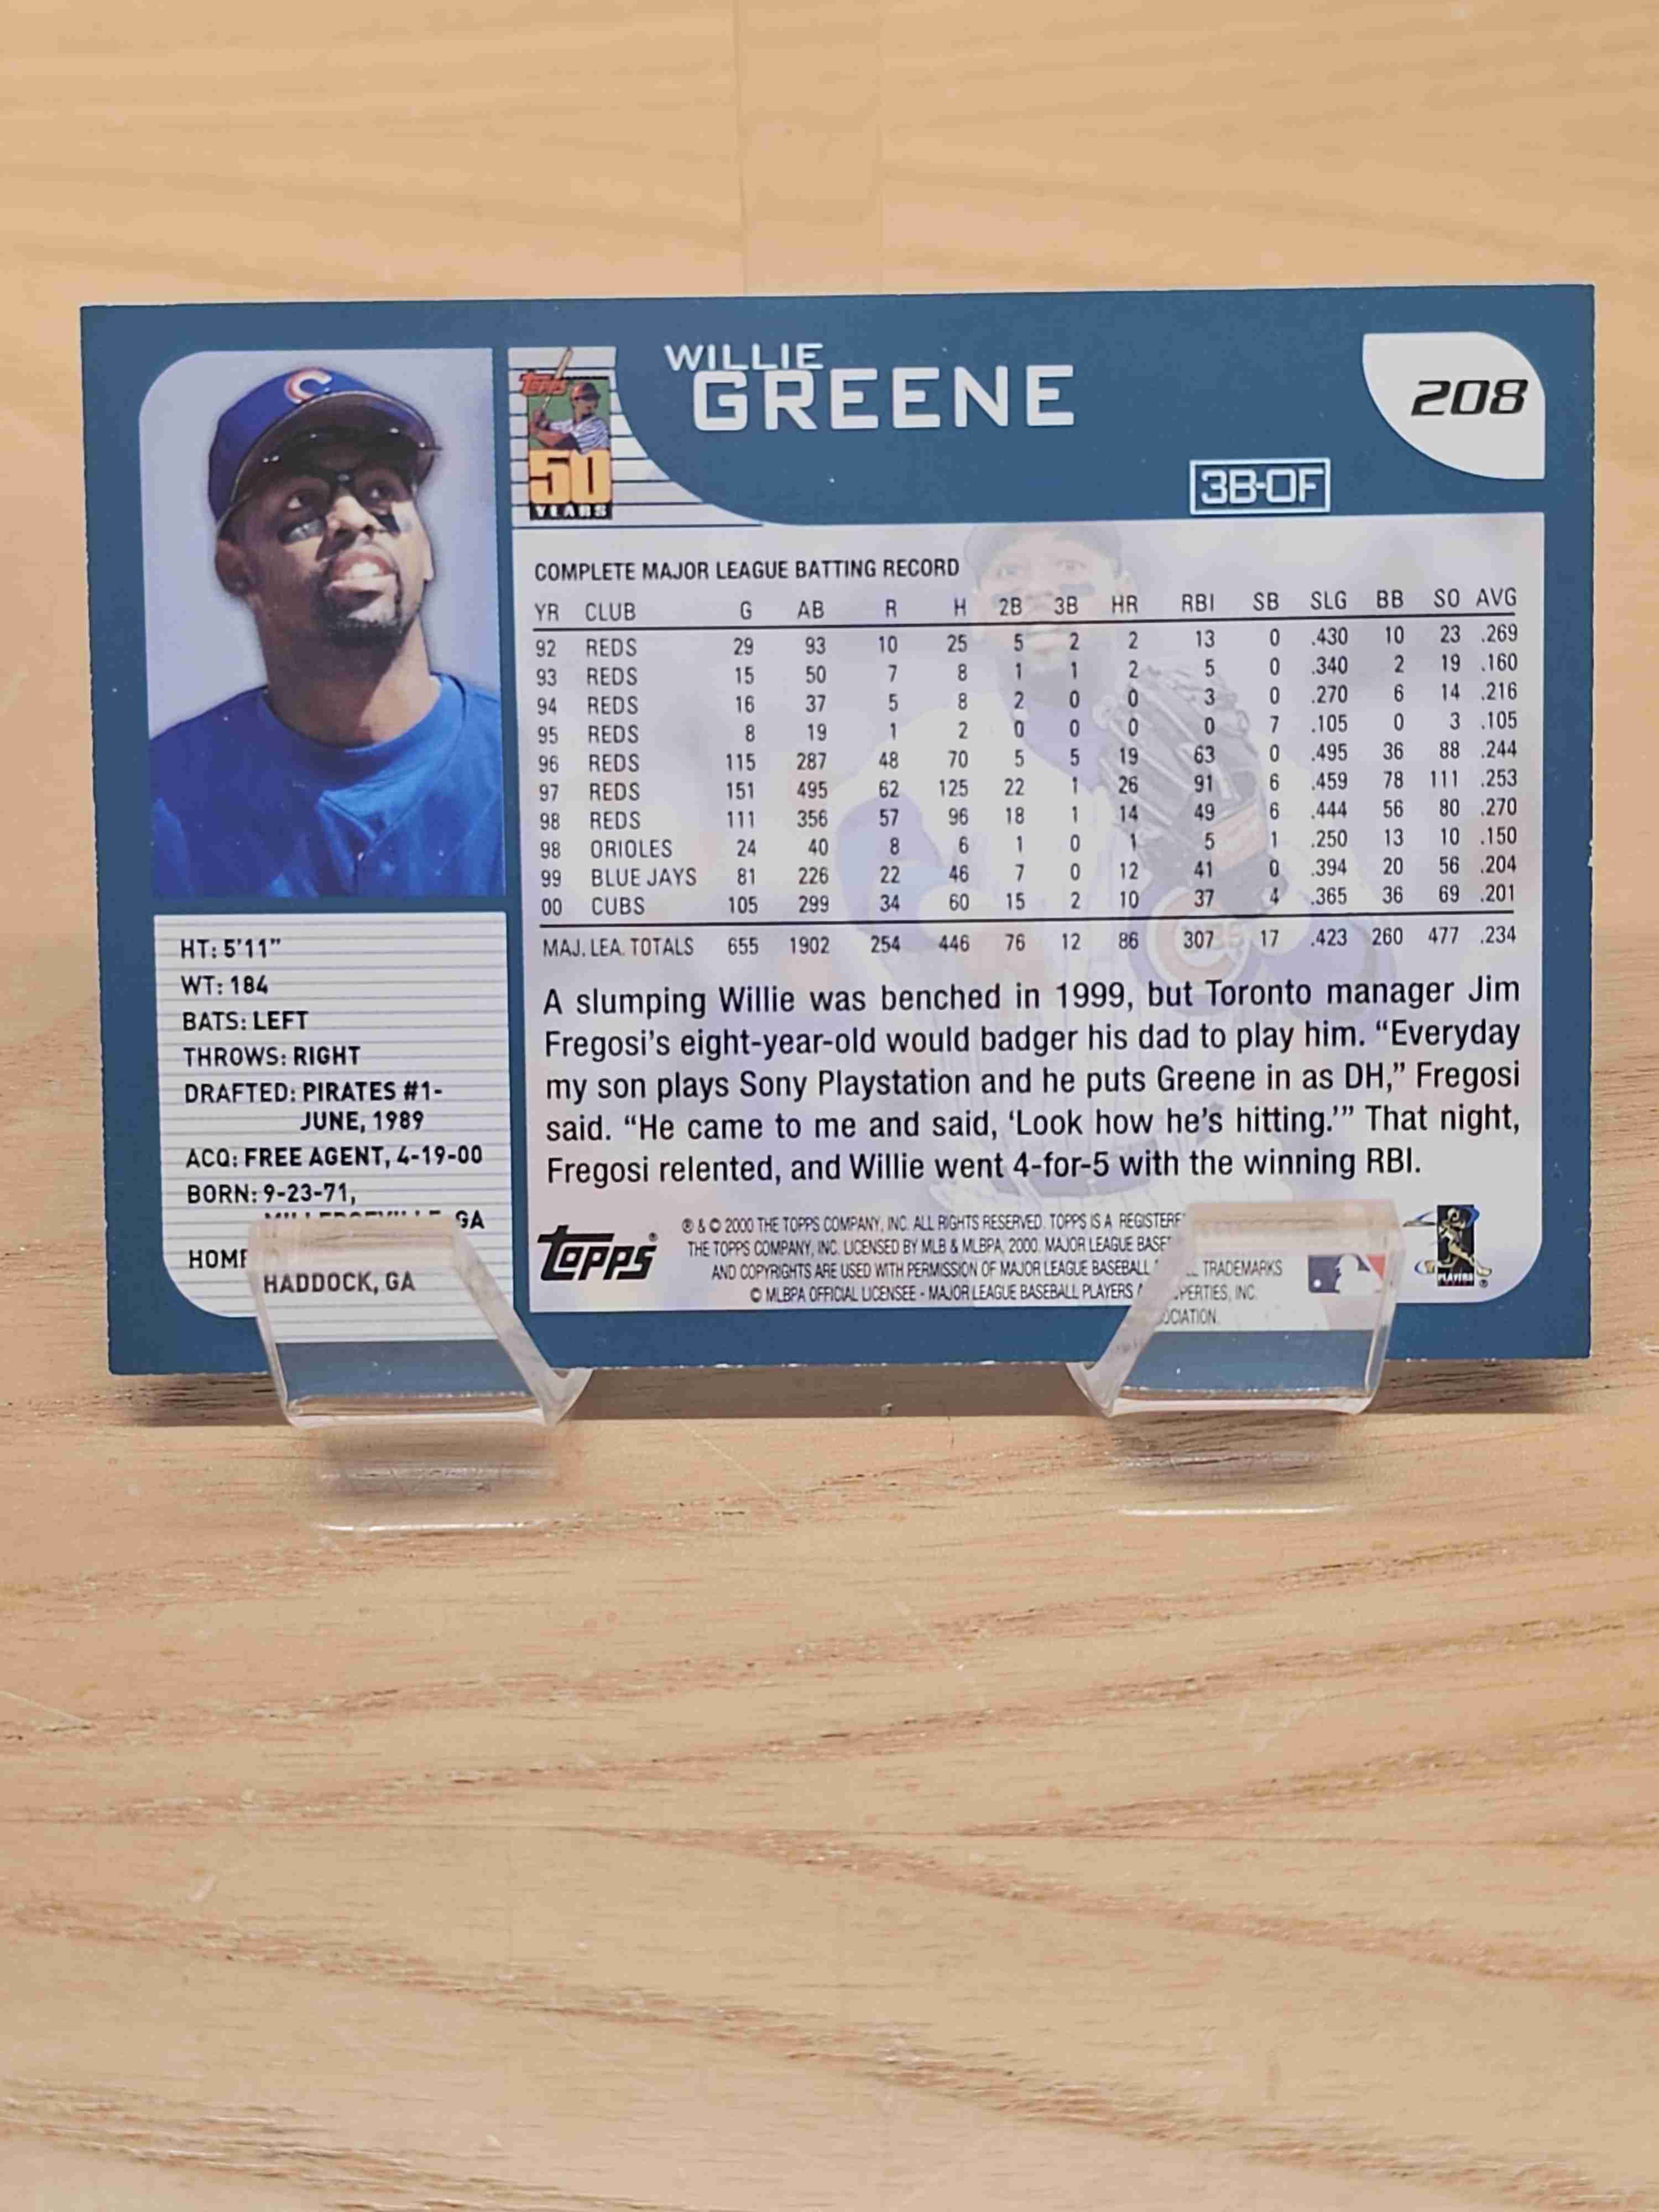 WILLIE
GREENE
208
Topps
50
YEARS
3B-OF
COMPLETE MAJOR LEAGUE BATTING RECORD
YR CLUB G AB R H 2B 3B HR RBI SB SLG BB SO AVG
92 REDS 29 93 10 25 5 2 2 13 0 .430 10 23 .269
93 REDS 15 50 7 8 1 1 2 5 0 .340 2 19 .160
94 REDS 16 37 5 8 2 0 0 3 0 .270 6 14 .216
95 REDS 8 19 1 2 0 0 0 0 7 .105 0 3 .105
96 REDS 115 287 48 70 5 5 19 63 0 .495 36 88 .244
97 REDS 151 495 62 125 22 1 26 91 6 .459 78 111 .253
98 REDS 111 356 57 96 18 1 14 49 6 .444 56 80 .270
98 ORIOLES 24 40 8 6 1 0 1 5 1 .250 13 10 .150
99 BLUE JAYS 81 226 22 46 7 0 12 41 0 .394 20 56 .204
00 CUBS 105 299 34 60 15 2 10 37 4 .365 36 69 .201
MAJ. LEA. TOTALS 655 1902 254 446 76 12 86 307 17 .423 260 477 .234
HT: 5'11"
WT: 184
BATS: LEFT
THROWS: RIGHT
DRAFTED: PIRATES #1-
JUNE, 1989
ACQ: FREE AGENT, 4-19-00
BORN: 9-23-71,
GA
HADDOCK, GA
A slumping Willie was benched in 1999, but Toronto manager Jim
Fregosi's eight-year-old would badger his dad to play him. “Everyday
my son plays Sony Playstation and he puts Greene in as DH,” Fregosi
said. “He came to me and said, ‘Look how he's hitting.’” That night,
Fregosi relented, and Willie went 4-for-5 with the winning RBI.
Topps
® & © 2000 THE TOPPS COMPANY, INC. ALL RIGHTS RESERVED. TOPPS IS A
THE TOPPS COMPANY, INC. LICENSED BY MLB & MLBPA, 2000. MAJOR LEAGUE
AND COPYRIGHTS ARE USED WITH PERMISSION OF MAJOR LEAGUE BASEBALL TRADEMARKS
© MLBPA OFFICIAL LICENSEE - MAJOR LEAGUE BASEBALL PLAYERS INC.
PLAYERS